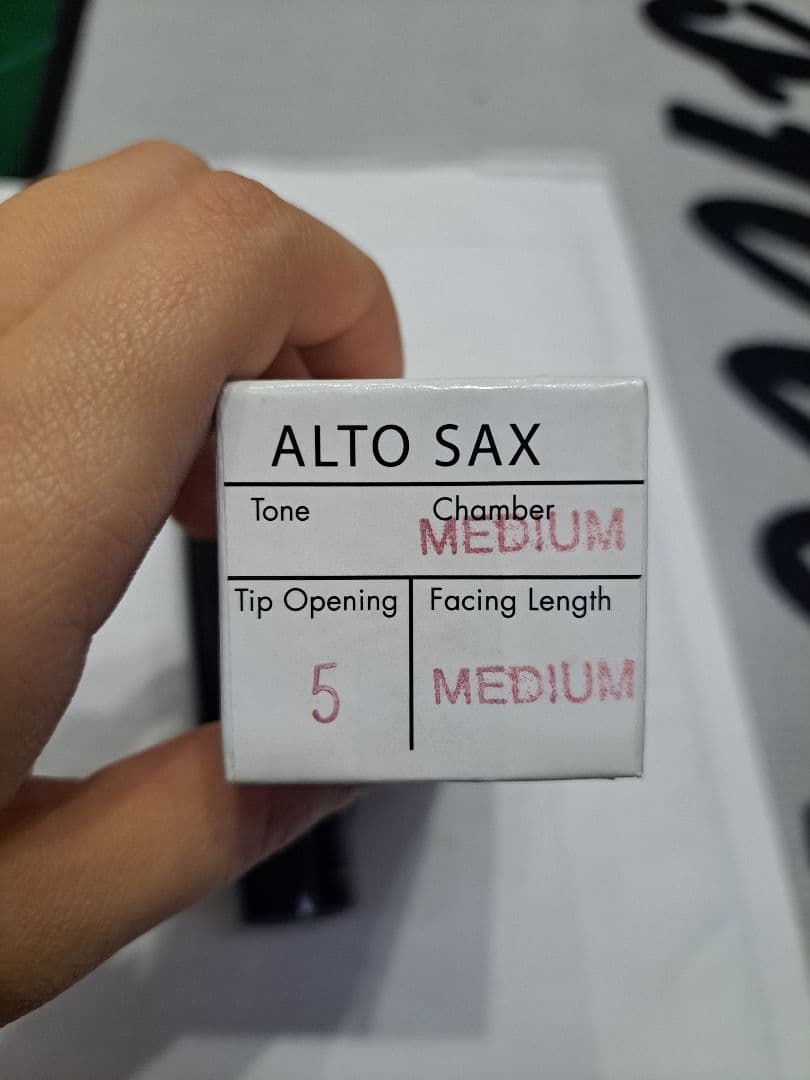 ALTO SAX
Tone Chamber
MEDIUM
Tip Opening Facing Length
5 MEDIUM